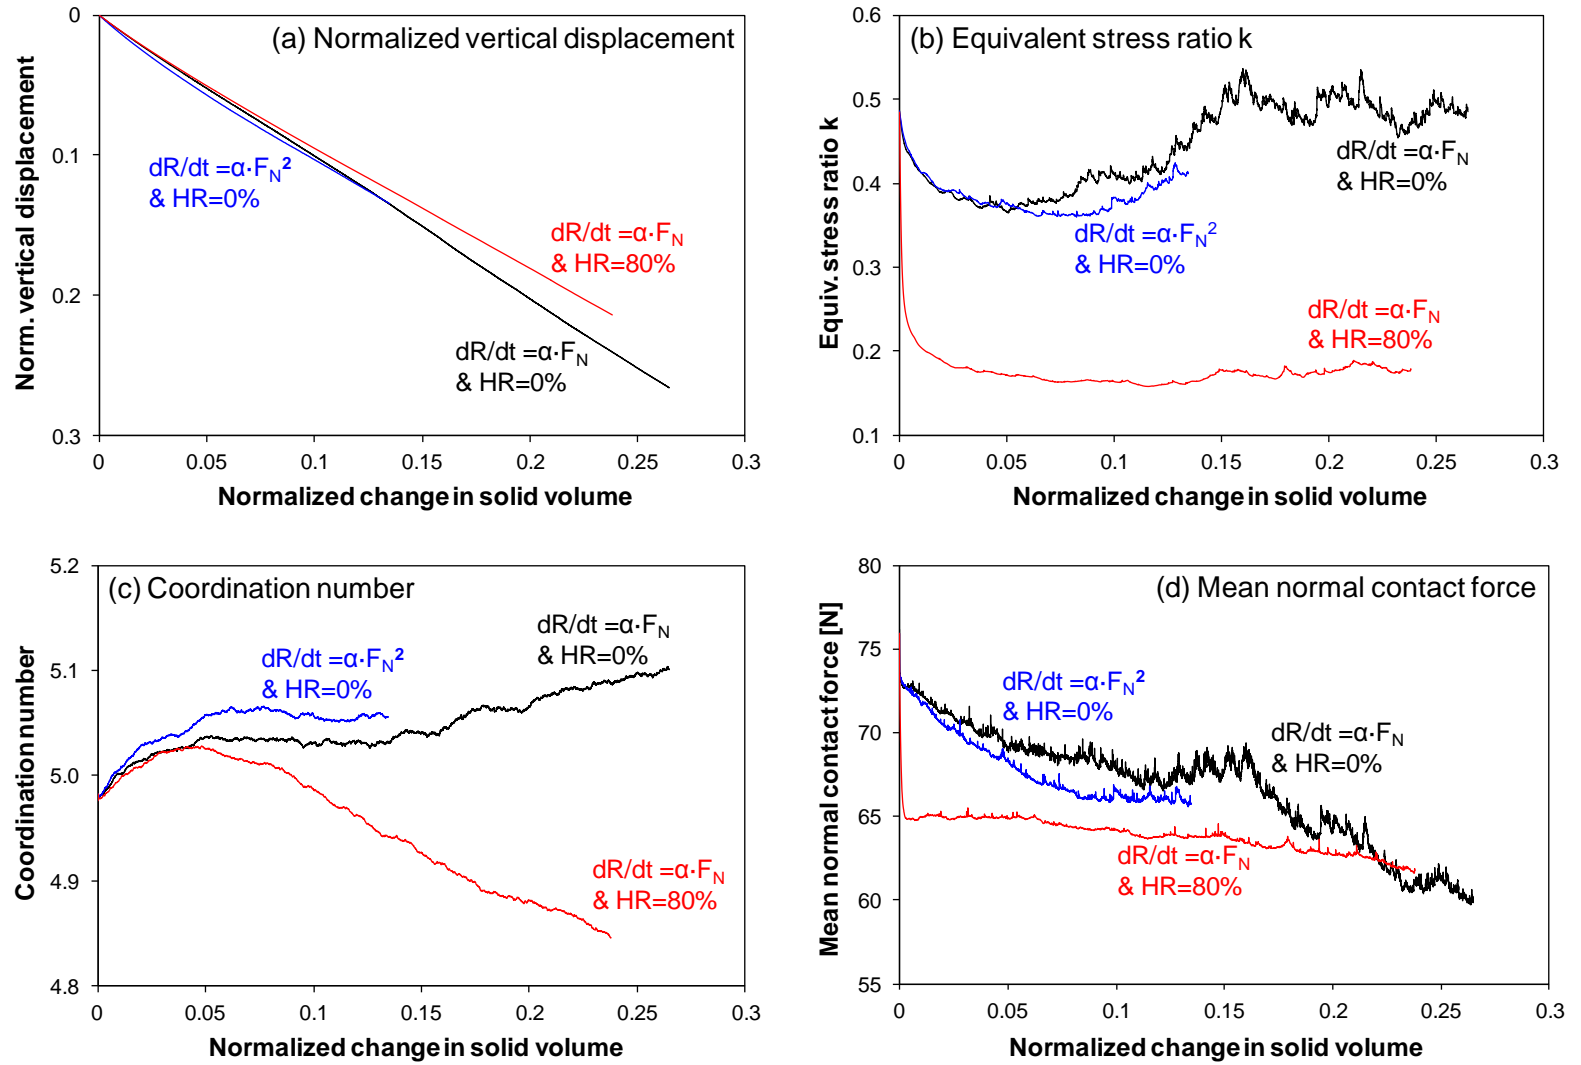 (a) Normalized vertical displacement
Norm. vertical displacement
0
0.1
0.2
0.3
dR/dt =α·F_N²
& HR=0%
dR/dt =α·F_N
& HR=80%
dR/dt =α·F_N
& HR=0%
0 0.05 0.1 0.15 0.2 0.25 0.3
Normalized change in solid volume
(b) Equivalent stress ratio k
Equiv. stress ratio k
0.6
0.5
0.4
0.3
0.2
0.1
dR/dt =α·F_N
& HR=0%
dR/dt =α·F_N²
& HR=0%
dR/dt =α·F_N
& HR=80%
0 0.05 0.1 0.15 0.2 0.25 0.3
Normalized change in solid volume
(c) Coordination number
Coordination number
5.2
5.1
5.0
4.9
4.8
dR/dt =α·F_N
& HR=0%
dR/dt =α·F_N²
& HR=0%
dR/dt =α·F_N
& HR=80%
0 0.05 0.1 0.15 0.2 0.25 0.3
Normalized change in solid volume
(d) Mean normal contact force
Mean normal contact force [N]
80
75
70
65
60
55
dR/dt =α·F_N²
& HR=0%
dR/dt =α·F_N
& HR=0%
dR/dt =α·F_N
& HR=80%
0 0.05 0.1 0.15 0.2 0.25 0.3
Normalized change in solid volume